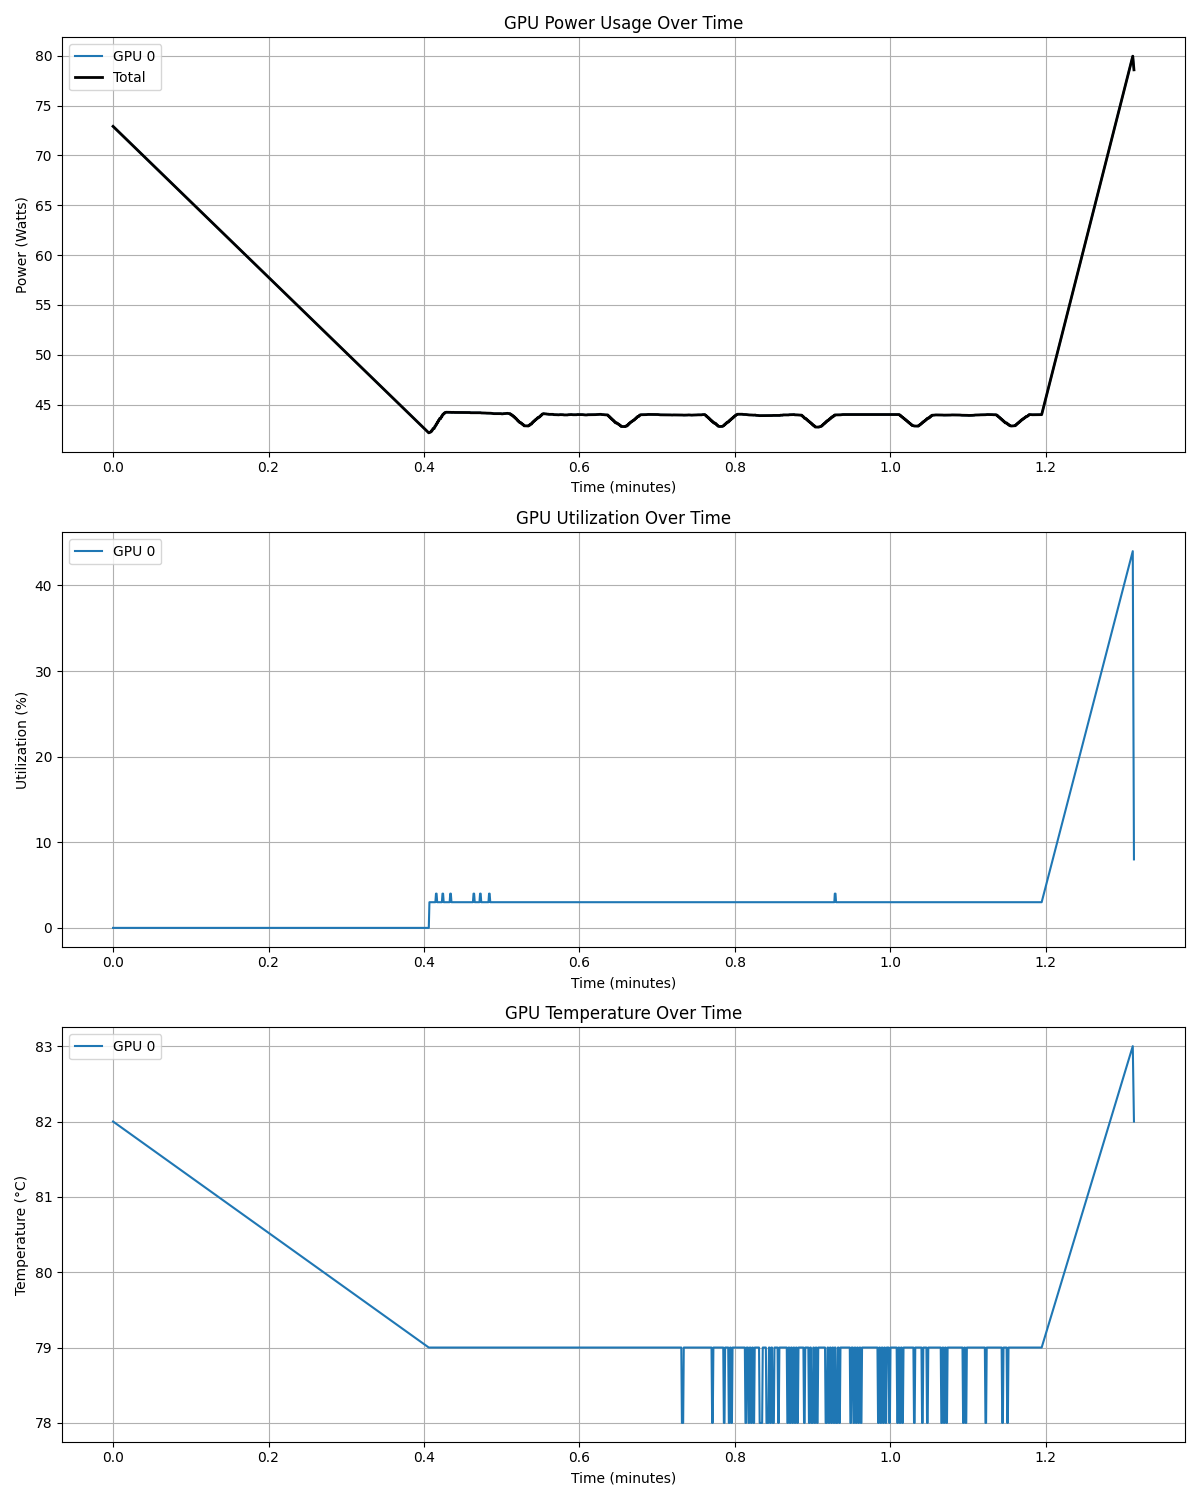 GPU Power Usage Over Time
GPU 0
Total
80
75
70
65
60
55
50
45
Power (Watts)
0.0 0.2 0.4 0.6 0.8 1.0 1.2
Time (minutes)
GPU Utilization Over Time
GPU 0
40
30
20
10
0
Utilization (%)
0.0 0.2 0.4 0.6 0.8 1.0 1.2
Time (minutes)
GPU Temperature Over Time
GPU 0
83
82
81
80
79
78
Temperature (°C)
0.0 0.2 0.4 0.6 0.8 1.0 1.2
Time (minutes)